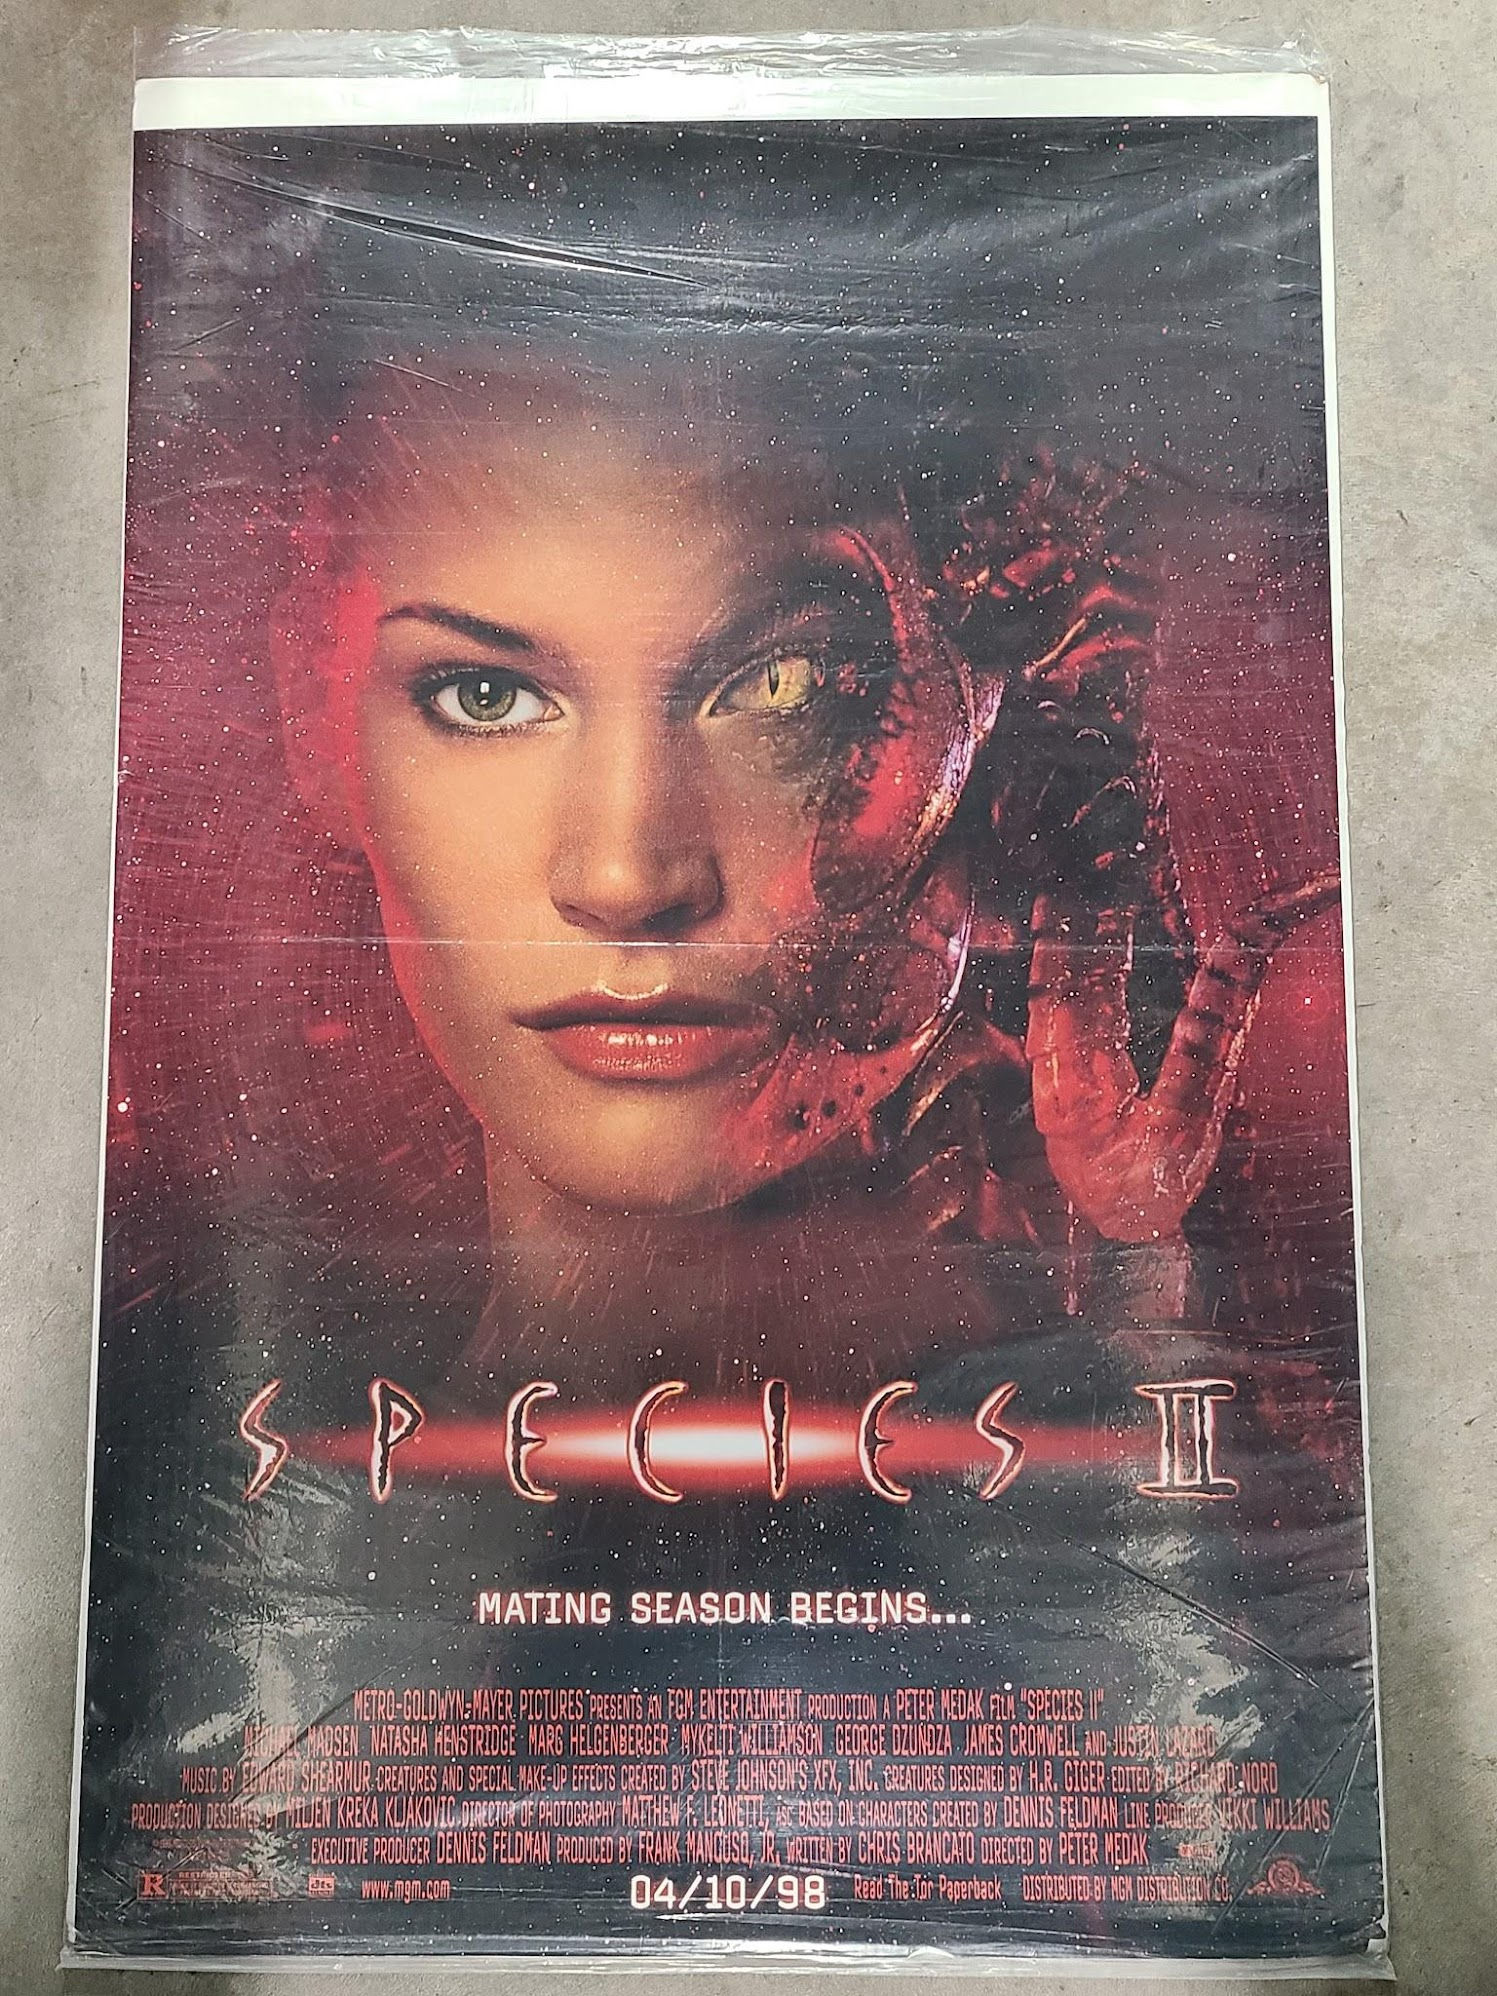 SPECIES II
MATING SEASON BEGINS...
METRO-GOLDWYN-MAYER PICTURES PRESENTS AN FGM ENTERTAINMENT PRODUCTION A PETER MEDAK FILM "SPECIES II"
MICHAEL MADSEN NATASHA HENSTRIDGE MARG HELGENBERGER MYKELTI WILLIAMSON GEORGE DZUNDZA JAMES CROMWELL AND JUSTIN LAZARD
MUSIC BY EDWARD SHEARMUR CREATURES AND SPECIAL MAKE-UP EFFECTS CREATED BY STEVE JOHNSON'S XFX, INC. CREATURES DESIGNED BY H.R. GIGER EDITED BY RICHARD NORD
PRODUCTION DESIGNED BY MILJEN KREKA KLJAKOVIC DIRECTOR OF PHOTOGRAPHY MATTHEW F. LEONETTI, ASC BASED ON CHARACTERS CREATED BY DENNIS FELDMAN LINE PRODUCER VIKKI WILLIAMS
EXECUTIVE PRODUCER DENNIS FELDMAN PRODUCED BY FRANK MANCUSO, JR. WRITTEN BY CHRIS BRANCATO DIRECTED BY PETER MEDAK
R RESTRICTED dts www.mgm.com 04/10/98 Read The Tor Paperback DISTRIBUTED BY MGM DISTRIBUTION CO.